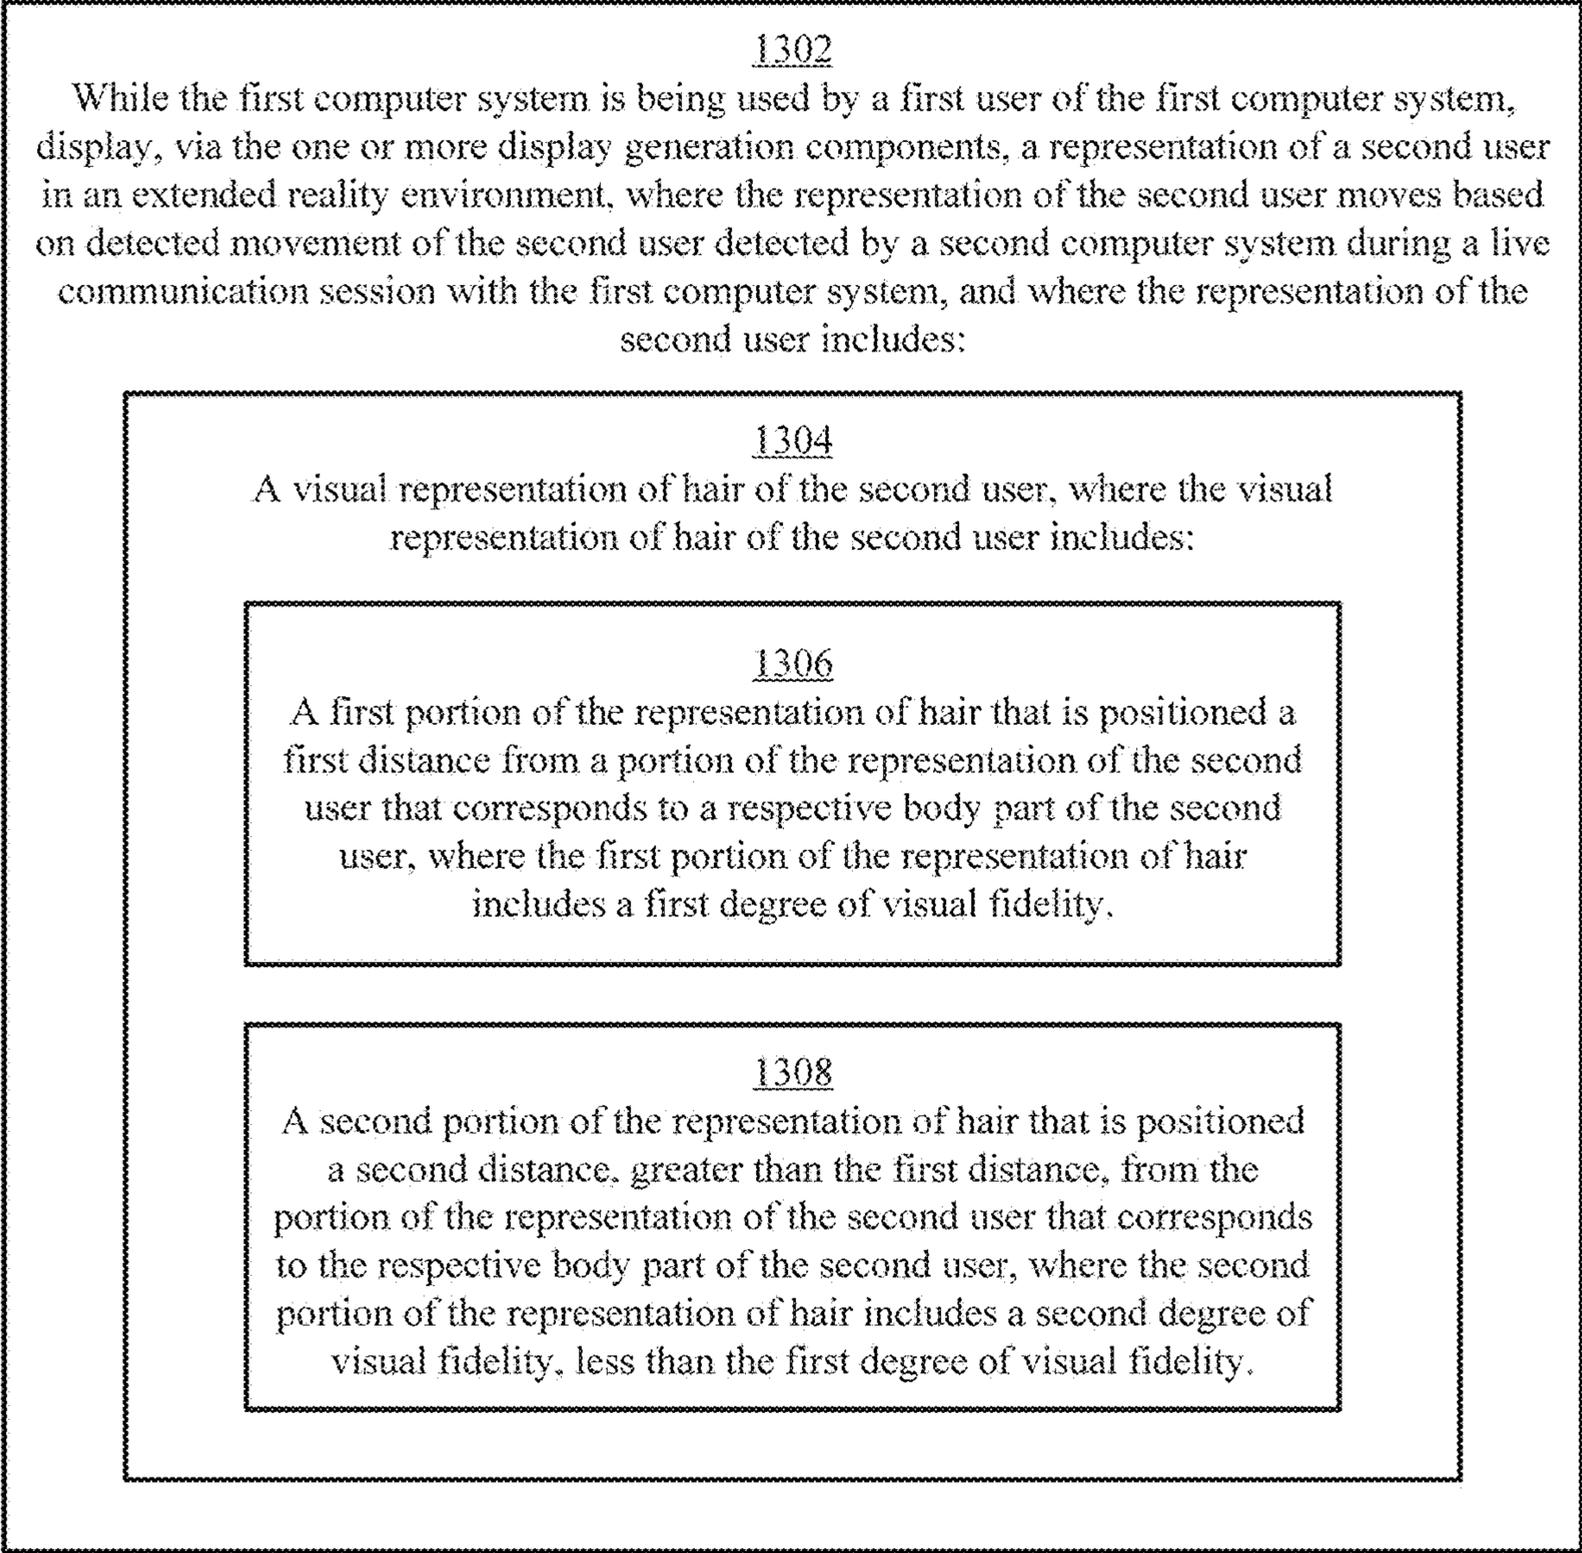 1302
While the first computer system is being used by a first user of the first computer system,
display, via the one or more display generation components, a representation of a second user
in an extended reality environment, where the representation of the second user moves based
on detected movement of the second user detected by a second computer system during a live
communication session with the first computer system, and where the representation of the
second user includes:
1304
A visual representation of hair of the second user, where the visual
representation of hair of the second user includes:
1306
A first portion of the representation of hair that is positioned a
first distance from a portion of the representation of the second
user that corresponds to a respective body part of the second
user, where the first portion of the representation of hair
includes a first degree of visual fidelity.
1308
A second portion of the representation of hair that is positioned
a second distance, greater than the first distance, from the
portion of the representation of the second user that corresponds
to the respective body part of the second user, where the second
portion of the representation of hair includes a second degree of
visual fidelity, less than the first degree of visual fidelity.